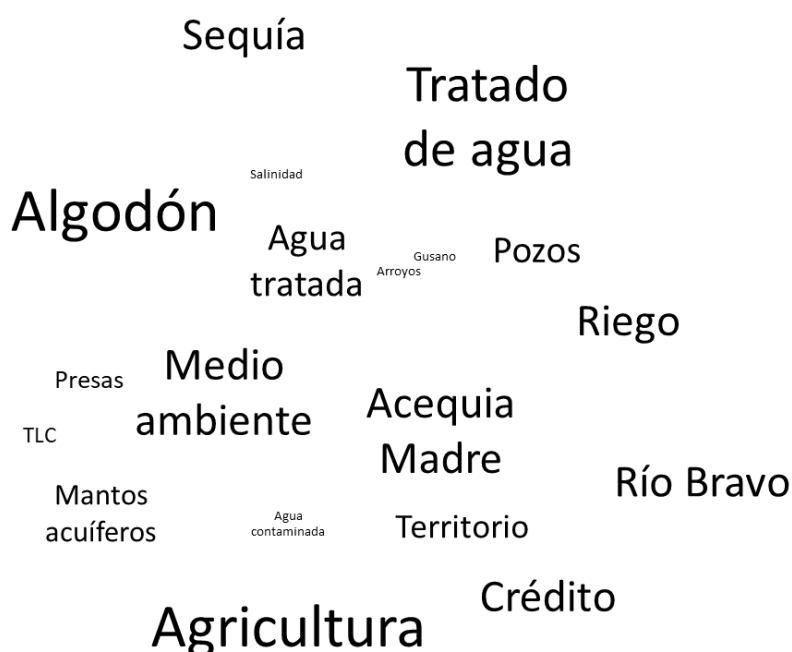 Sequía
Tratado
de agua
Salinidad
Algodón
Agua
tratada
Gusano
Arroyos
Pozos
Riego
Medio
ambiente
Presas
TLC
Acequia
Madre
Río Bravo
Mantos
acuíferos
Agua
contaminada
Territorio
Crédito
Agricultura